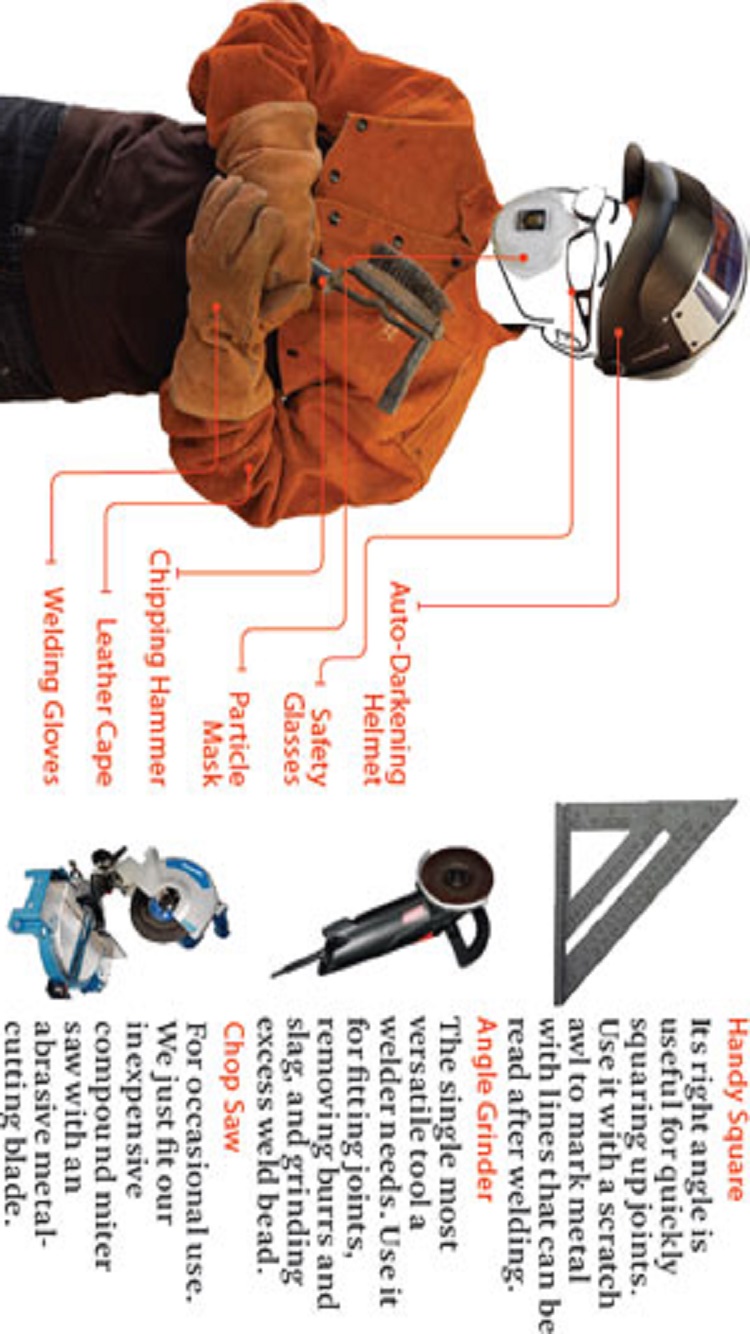 Auto-Darkening
Helmet
Safety
Glasses
Particle
Mask
Chipping Hammer
Leather Cape
Welding Gloves
Handy Square
Its right angle is
useful for quickly
squaring up joints.
Use it with a scratch
awl to mark metal
with lines that can be
read after welding.
Angle Grinder
The single most
versatile tool a
welder needs. Use it
for fitting joints,
removing burrs and
slag, and grinding
excess weld bead.
Chop Saw
For occasional use.
We just fit our
inexpensive
compound miter
saw with an
abrasive metal-
cutting blade.